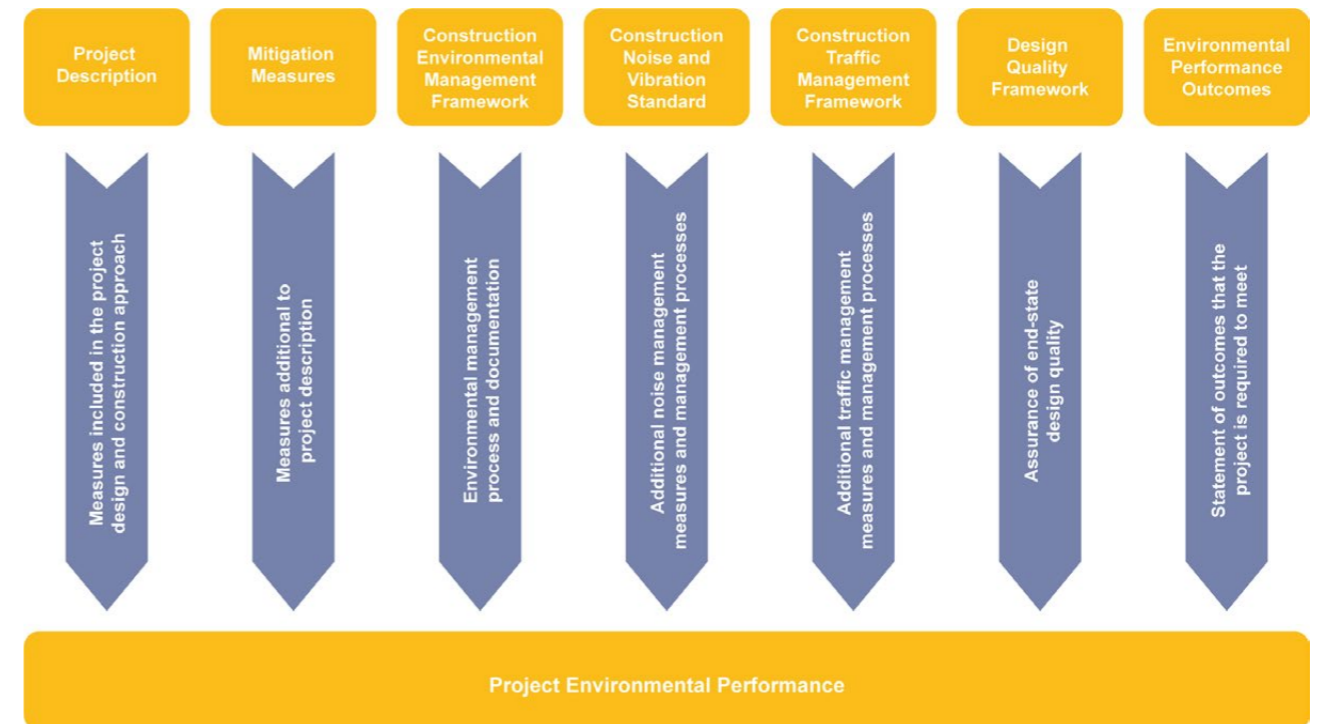 Project
Description
Mitigation
Measures
Construction
Environmental
Management
Framework
Construction
Noise and
Vibration
Standard
Construction
Traffic
Management
Framework
Design
Quality
Framework
Environmental
Performance
Outcomes
Measures included in the project
design and construction approach
Measures additional to
project description
Environmental management
process and documentation
Additional noise management
measures and management processes
Additional traffic management
measures and management processes
Assurance of end-state
design quality
Statement of outcomes that the
project is required to meet
Project Environmental Performance